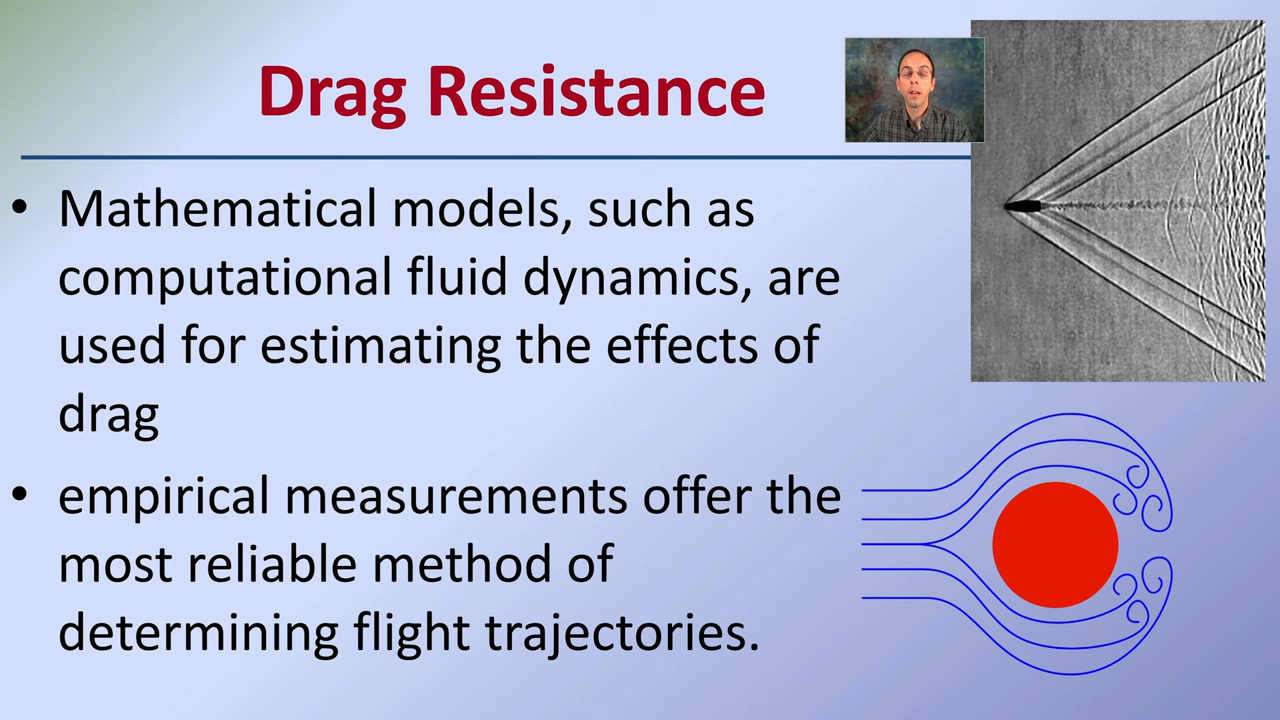 Drag Resistance
• Mathematical models, such as
computational fluid dynamics, are
used for estimating the effects of
drag
• empirical measurements offer the
most reliable method of
determining flight trajectories.